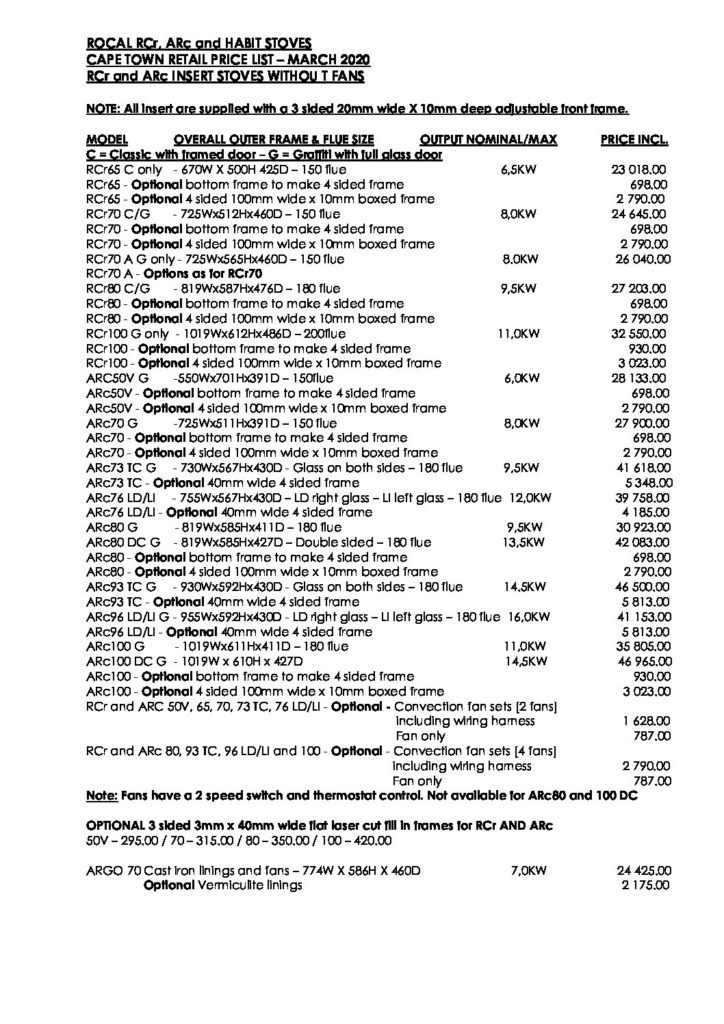 ROCAL RCr, ARc and HABIT STOVES
CAPE TOWN RETAIL PRICE LIST – MARCH 2020
RCr and ARc INSERT STOVES WITHOU T FANS
NOTE: All insert are supplied with a 3 sided 20mm wide X 10mm deep adjustable front frame.
MODEL OVERALL OUTER FRAME & FLUE SIZE OUTPUT NOMINAL/MAX PRICE INCL.
C = Classic with framed door – G = Graffiti with full glass door
RCr65 C only - 670W X 500H 425D – 150 flue 6,5KW 23 018.00
RCr65 - Optional bottom frame to make 4 sided frame 698.00
RCr65 - Optional 4 sided 100mm wide x 10mm boxed frame 2 790.00
RCr70 C/G - 725Wx512Hx460D – 150 flue 8,0KW 24 645.00
RCr70 - Optional bottom frame to make 4 sided frame 698.00
RCr70 - Optional 4 sided 100mm wide x 10mm boxed frame 2 790.00
RCr70 A G only - 725Wx565Hx460D – 150 flue 8.0KW 26 040.00
RCr70 A - Options as for RCr70
RCr80 C/G - 819Wx587Hx476D – 180 flue 9,5KW 27 203.00
RCr80 - Optional bottom frame to make 4 sided frame 698.00
RCr80 - Optional 4 sided 100mm wide x 10mm boxed frame 2 790.00
RCr100 G only - 1019Wx612Hx486D – 200flue 11,0KW 32 550.00
RCr100 - Optional bottom frame to make 4 sided frame 930.00
RCr100 - Optional 4 sided 100mm wide x 10mm boxed frame 3 023.00
ARC50V G -550Wx701Hx391D – 150flue 6,0KW 28 133.00
ARc50V - Optional bottom frame to make 4 sided frame 698.00
ARc50V - Optional 4 sided 100mm wide x 10mm boxed frame 2 790.00
ARc70 G -725Wx511Hx391D – 150 flue 8,0KW 27 900.00
ARc70 - Optional bottom frame to make 4 sided frame 698.00
ARc70 - Optional 4 sided 100mm wide x 10mm boxed frame 2 790.00
ARc73 TC G - 730Wx567Hx430D - Glass on both sides – 180 flue 9,5KW 41 618.00
ARc73 TC - Optional 40mm wide 4 sided frame 5 348.00
ARc76 LD/LI - 755Wx567Hx430D – LD right glass – LI left glass – 180 flue 12,0KW 39 758.00
ARc76 LD/LI - Optional 40mm wide 4 sided frame 4 185.00
ARc80 G - 819Wx585Hx411D – 180 flue 9,5KW 30 923.00
ARc80 DC G - 819Wx585Hx427D – Double sided – 180 flue 13,5KW 42 083.00
ARc80 - Optional bottom frame to make 4 sided frame 698.00
ARc80 - Optional 4 sided 100mm wide x 10mm boxed frame 2 790.00
ARc93 TC G - 930Wx592Hx430D - Glass on both sides – 180 flue 14.5KW 46 500.00
ARc93 TC - Optional 40mm wide 4 sided frame 5 813.00
ARc96 LD/LI G - 955Wx592Hx430D - LD right glass – LI left glass – 180 flue 16,0KW 41 153.00
ARc96 LD/LI - Optional 40mm wide 4 sided frame 5 813.00
ARc100 G - 1019Wx611Hx411D – 180 flue 11,0KW 35 805.00
ARc100 DC G - 1019W x 610H x 427D 14,5KW 46 965.00
ARc100 - Optional bottom frame to make 4 sided frame 930.00
ARc100 - Optional 4 sided 100mm wide x 10mm boxed frame 3 023.00
RCr and ARC 50V, 65, 70, 73 TC, 76 LD/LI - Optional - Convection fan sets [2 fans]
including wiring harness 1 628.00
Fan only 787.00
RCr and ARc 80, 93 TC, 96 LD/LI and 100 - Optional - Convection fan sets [4 fans]
including wiring harness 2 790.00
Fan only 787.00
Note: Fans have a 2 speed switch and thermostat control. Not available for ARc80 and 100 DC
OPTIONAL 3 sided 3mm x 40mm wide flat laser cut fill in frames for RCr AND ARc
50V – 295.00 / 70 – 315.00 / 80 – 350.00 / 100 – 420.00
ARGO 70 Cast iron linings and fans – 774W X 586H X 460D 7,0KW 24 425.00
Optional Vermiculite linings 2 175.00